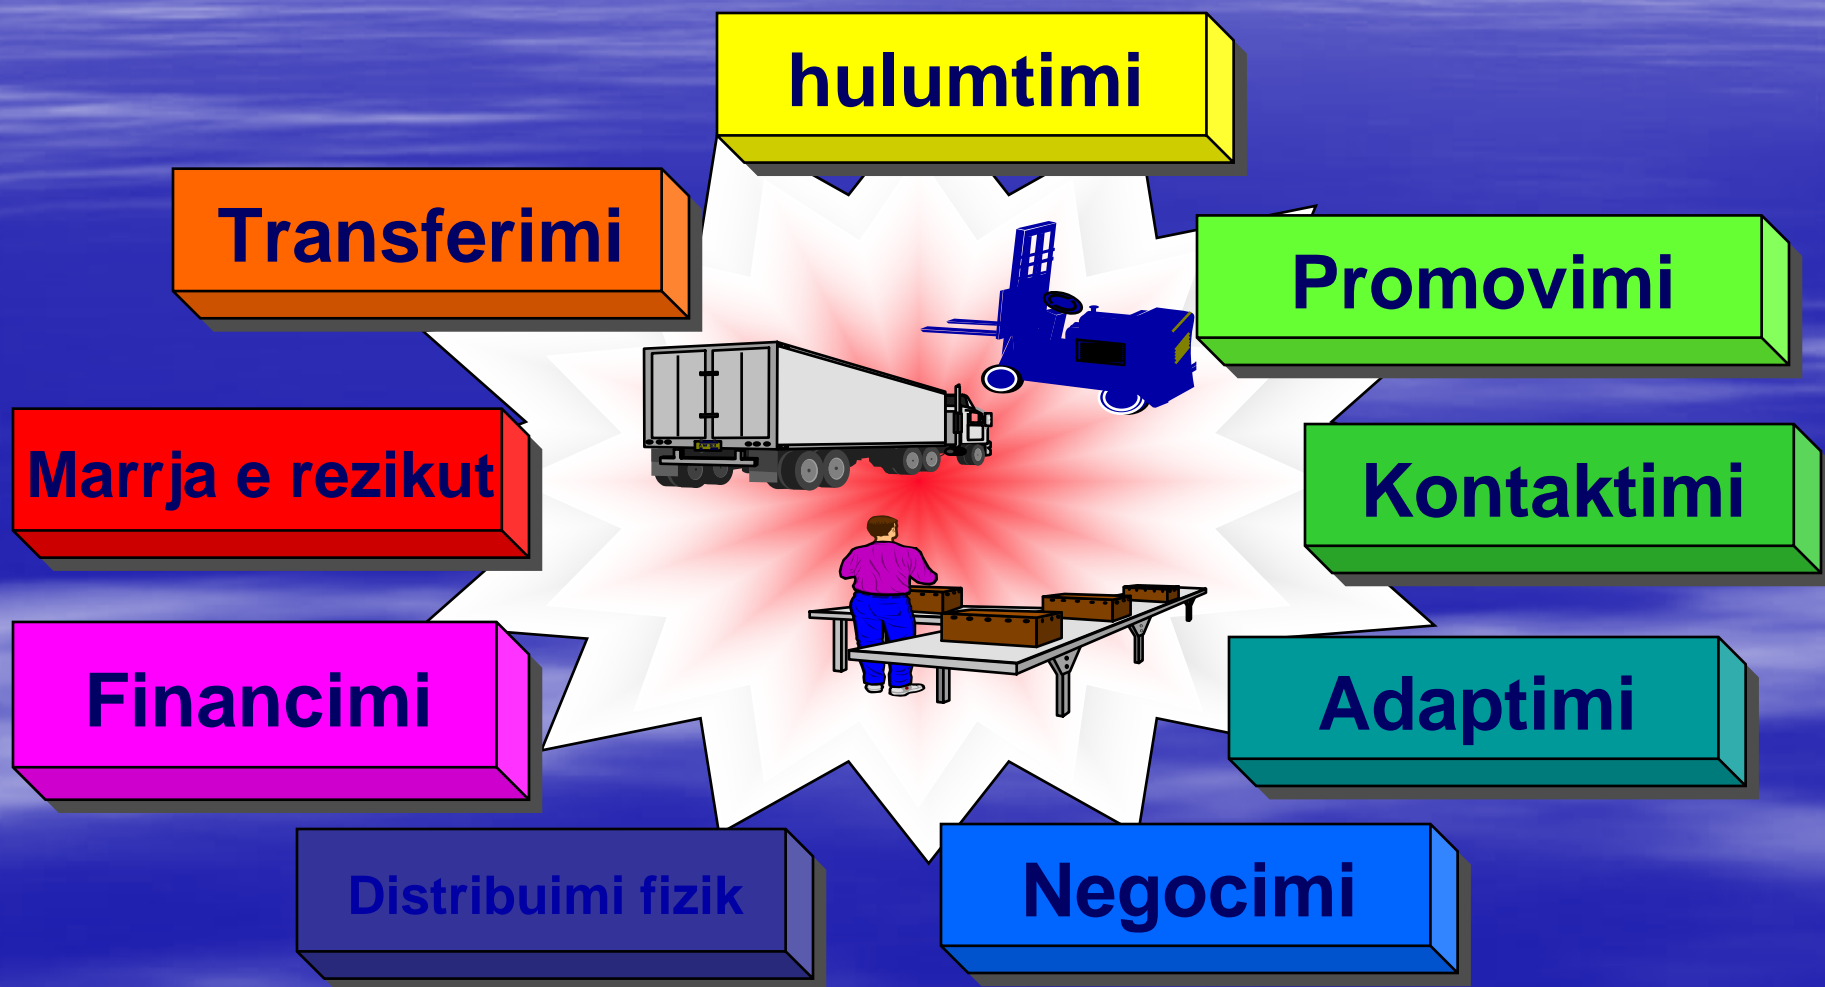 hulumtimi
Transferimi
Promovimi
Marrja e rezikut
Kontaktimi
Financimi
Adaptimi
Distribuimi fizik
Negocimi